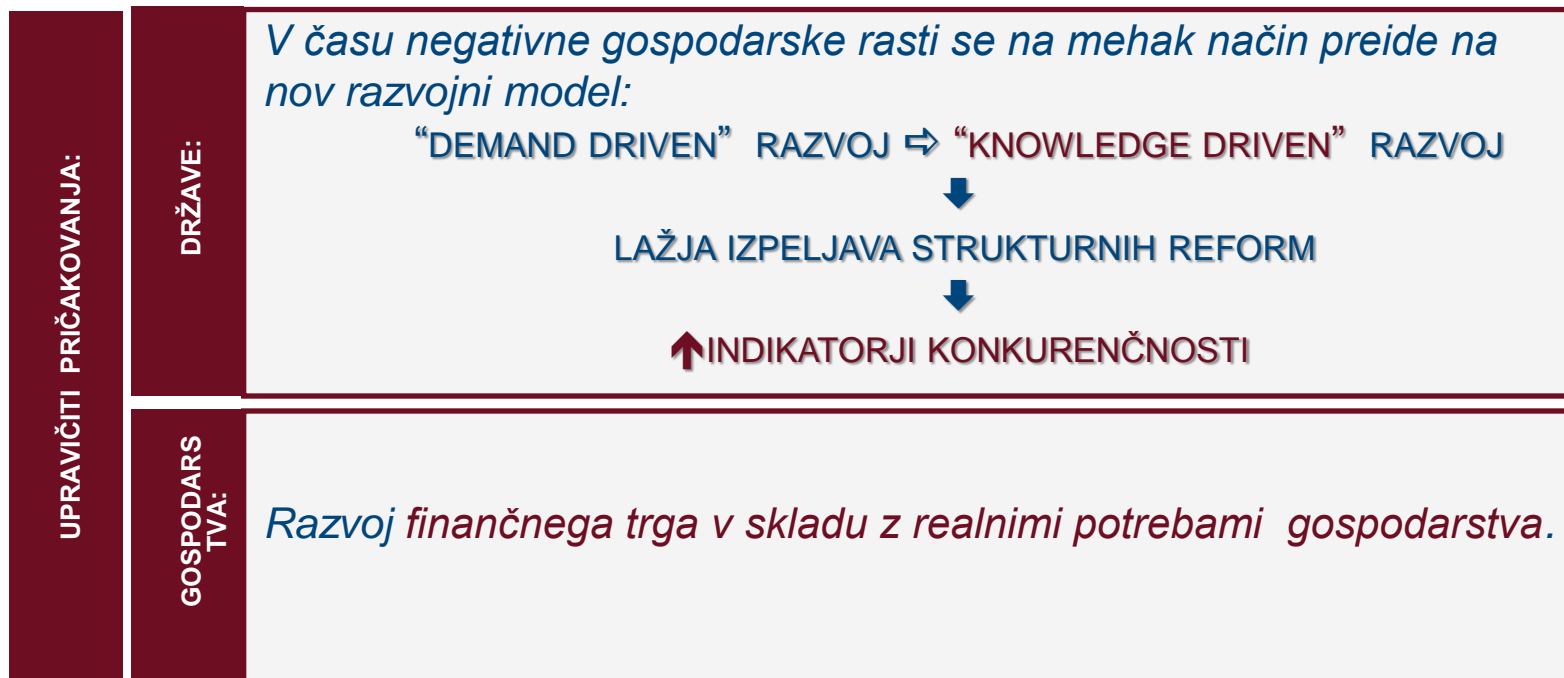 UPRAVIČITI PRIČAKOVANJA:
DRŽAVE:
V času negativne gospodarske rasti se na mehak način preide na
nov razvojni model:
“DEMAND DRIVEN” RAZVOJ ⇨ “KNOWLEDGE DRIVEN” RAZVOJ
LAŽJA IZPELJAVA STRUKTURNIH REFORM
INDIKATORJI KONKURENČNOSTI
GOSPODARS
TVA:
Razvoj finančnega trga v skladu z realnimi potrebami gospodarstva.